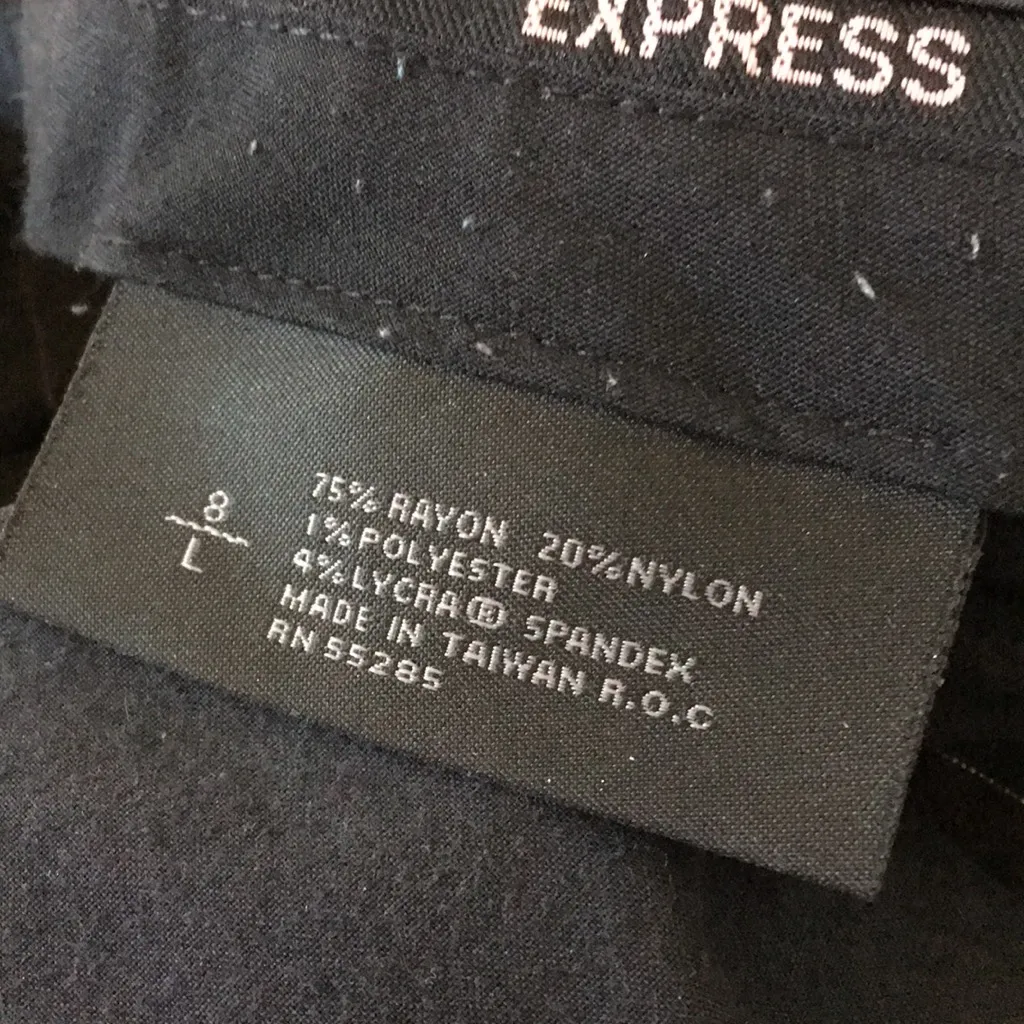 EXPRESS
8
L
75% RAYON 20% NYLON
1% POLYESTER
4% LYCRA® SPANDEX
MADE IN TAIWAN R.O.C
RN 55285